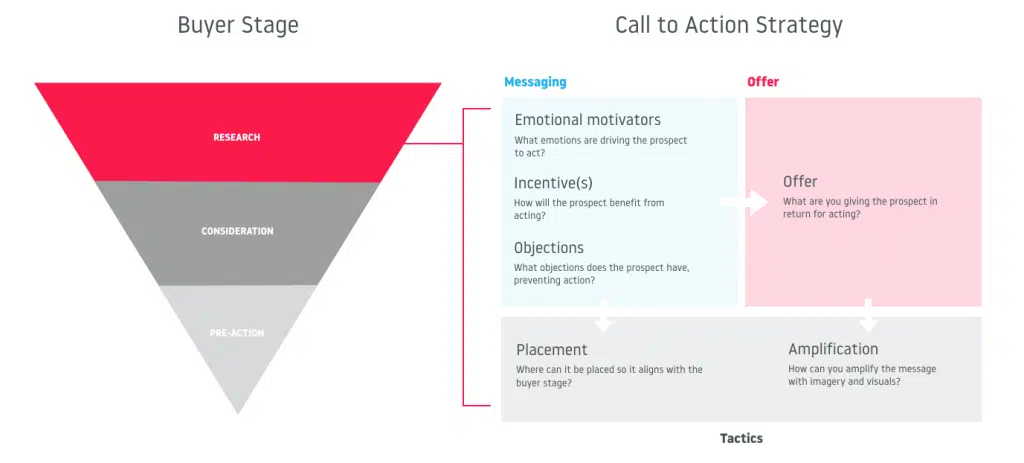 Buyer Stage
Call to Action Strategy
RESEARCH
CONSIDERATION
PRE-ACTION
Messaging
Emotional motivators
What emotions are driving the prospect
to act?
Incentive(s)
How will the prospect benefit from
acting?
Objections
What objections does the prospect have,
preventing action?
Offer
Offer
What are you giving the prospect in
return for acting?
Placement
Where can it be placed so it aligns with the
buyer stage?
Amplification
How can you amplify the message
with imagery and visuals?
Tactics